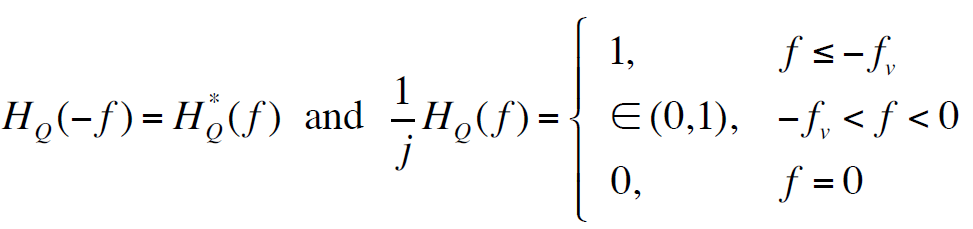 H_Q(−f) = H_Q^*(f) and 1/j H_Q(f) = { 1, f ≤ −f_v
∈(0,1), −f_v < f < 0
0, f = 0